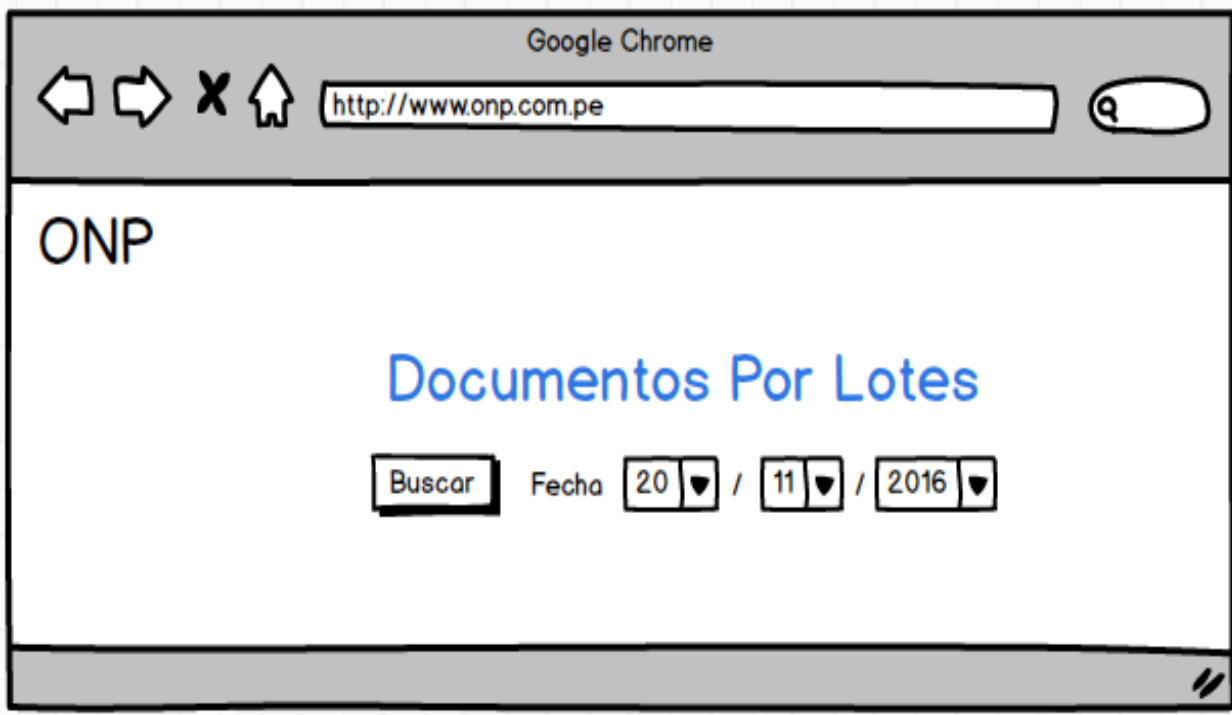 Google Chrome
http://www.onp.com.pe
ONP
Documentos Por Lotes
Buscar Fecha 20 / 11 / 2016